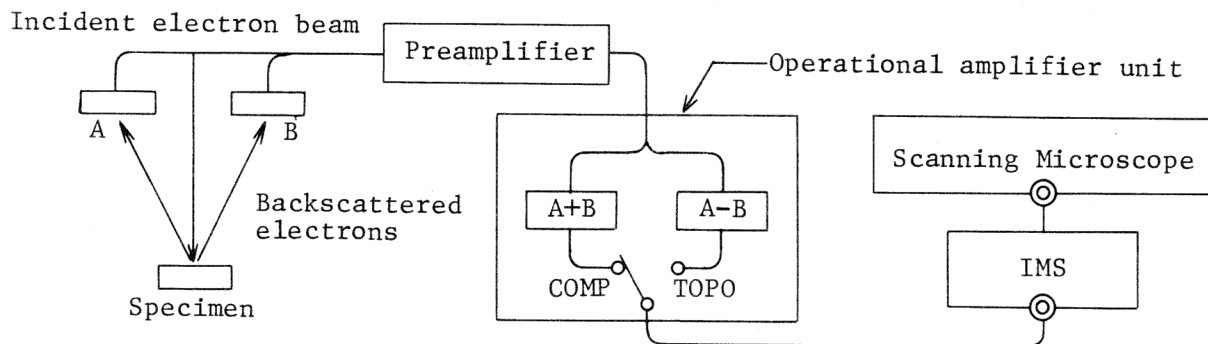 Incident electron beam
Preamplifier
Operational amplifier unit
A
B
Scanning Microscope
A+B
A-B
Backscattered
electrons
IMS
COMP
TOPO
Specimen